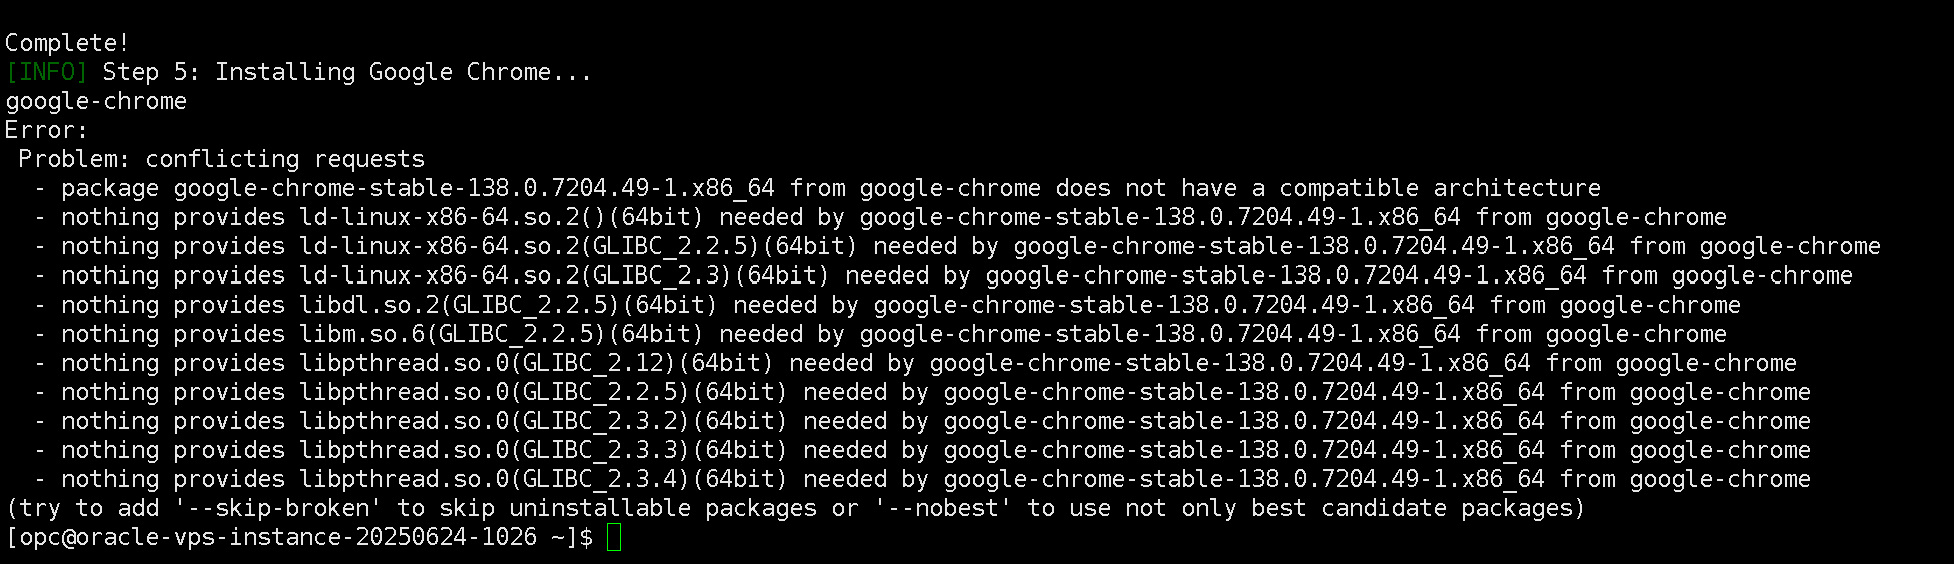 Complete!
[INFO] Step 5: Installing Google Chrome...
google-chrome
Error:
 Problem: conflicting requests
  - package google-chrome-stable-138.0.7204.49-1.x86_64 from google-chrome does not have a compatible architecture
  - nothing provides ld-linux-x86-64.so.2()(64bit) needed by google-chrome-stable-138.0.7204.49-1.x86_64 from google-chrome
  - nothing provides ld-linux-x86-64.so.2(GLIBC_2.2.5)(64bit) needed by google-chrome-stable-138.0.7204.49-1.x86_64 from google-chrome
  - nothing provides ld-linux-x86-64.so.2(GLIBC_2.3)(64bit) needed by google-chrome-stable-138.0.7204.49-1.x86_64 from google-chrome
  - nothing provides libdl.so.2(GLIBC_2.2.5)(64bit) needed by google-chrome-stable-138.0.7204.49-1.x86_64 from google-chrome
  - nothing provides libm.so.6(GLIBC_2.2.5)(64bit) needed by google-chrome-stable-138.0.7204.49-1.x86_64 from google-chrome
  - nothing provides libpthread.so.0(GLIBC_2.12)(64bit) needed by google-chrome-stable-138.0.7204.49-1.x86_64 from google-chrome
  - nothing provides libpthread.so.0(GLIBC_2.2.5)(64bit) needed by google-chrome-stable-138.0.7204.49-1.x86_64 from google-chrome
  - nothing provides libpthread.so.0(GLIBC_2.3.2)(64bit) needed by google-chrome-stable-138.0.7204.49-1.x86_64 from google-chrome
  - nothing provides libpthread.so.0(GLIBC_2.3.3)(64bit) needed by google-chrome-stable-138.0.7204.49-1.x86_64 from google-chrome
  - nothing provides libpthread.so.0(GLIBC_2.3.4)(64bit) needed by google-chrome-stable-138.0.7204.49-1.x86_64 from google-chrome
(try to add '--skip-broken' to skip uninstallable packages or '--nobest' to use not only best candidate packages)
[opc@oracle-vps-instance-20250624-1026 ~]$